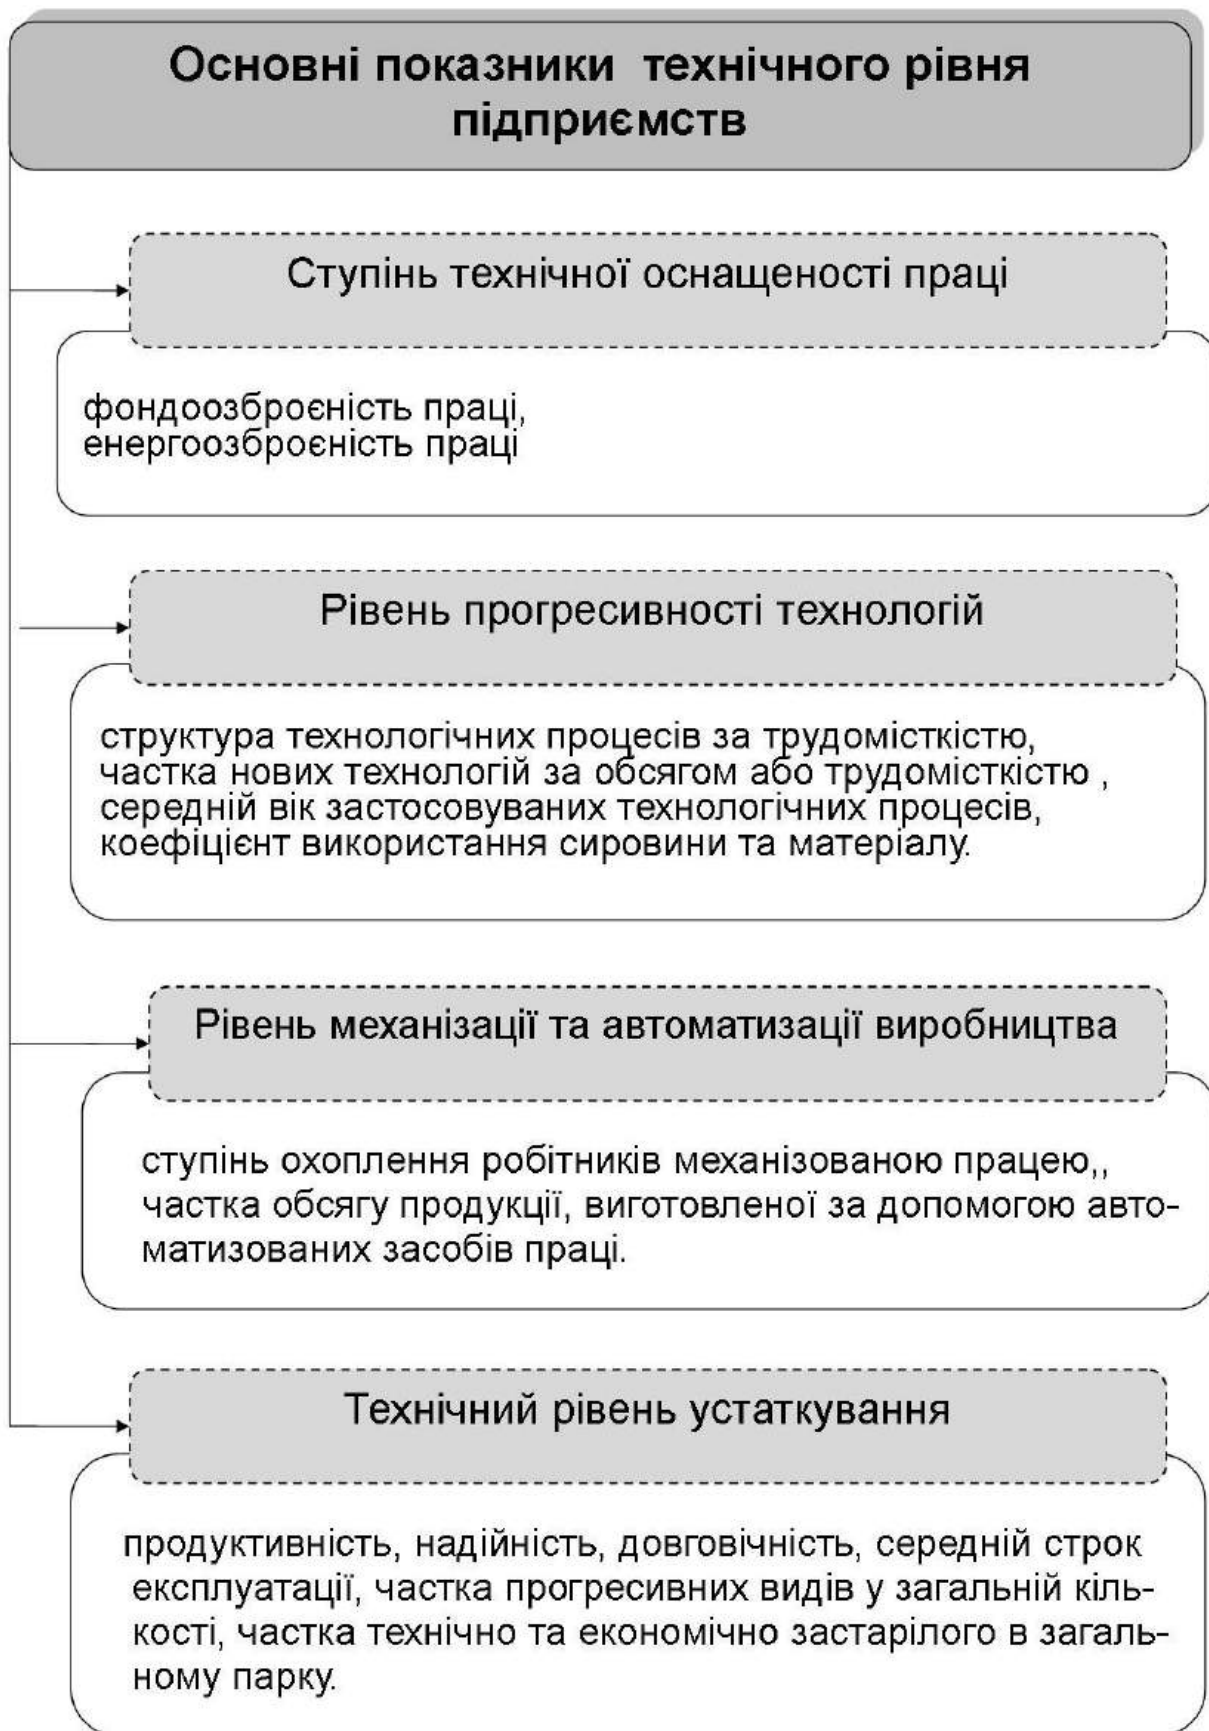 Основні показники технічного рівня
підприємств
Ступінь технічної оснащеності праці
фондоозброєність праці,
енергоозброєність праці
Рівень прогресивності технологій
структура технологічних процесів за трудомісткістю,
частка нових технологій за обсягом або трудомісткістю ,
середній вік застосовуваних технологічних процесів,
коефіцієнт використання сировини та матеріалу.
Рівень механізації та автоматизації виробництва
ступінь охоплення робітників механізованою працею,,
частка обсягу продукції, виготовленої за допомогою авто-
матизованих засобів праці.
Технічний рівень устаткування
продуктивність, надійність, довговічність, середній строк
експлуатації, частка прогресивних видів у загальній кіль-
кості, частка технічно та економічно застарілого в загаль-
ному парку.